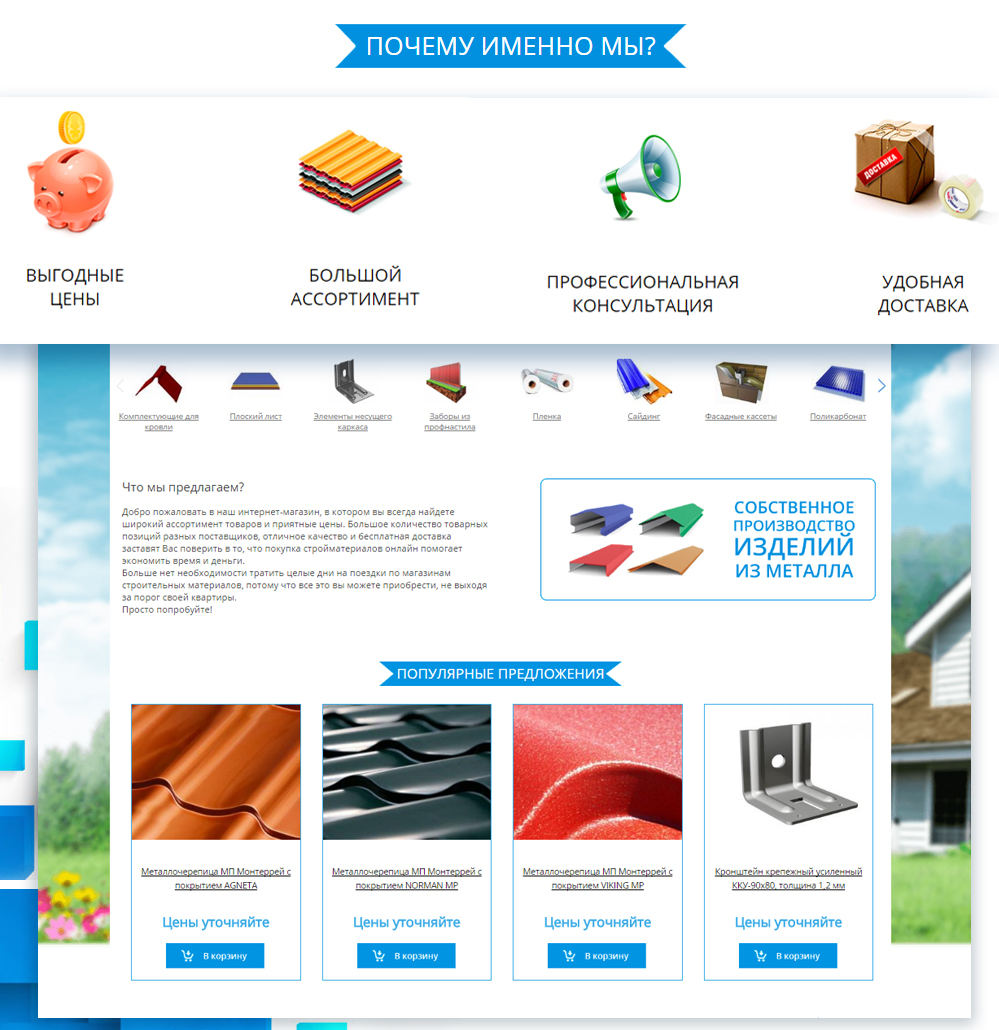 ПОЧЕМУ ИМЕННО МЫ?
ДОСТАВКА
ВЫГОДНЫЕ
ЦЕНЫ
БОЛЬШОЙ
АССОРТИМЕНТ
ПРОФЕССИОНАЛЬНАЯ
КОНСУЛЬТАЦИЯ
УДОБНАЯ
ДОСТАВКА
Комплектующие для
кровли
Плоский лист
Элементы несущего
каркаса
Заборы из
профнастила
Пленка
Сайдинг
Фасадные кассеты
Поликарбонат
Что мы предлагаем?
Добро пожаловать в наш интернет-магазин, в котором вы всегда найдете
широкий ассортимент товаров и приятные цены. Большое количество товарных
позиций разных поставщиков, отличное качество и бесплатная доставка
заставят Вас поверить в то, что покупка стройматериалов онлайн помогает
экономить время и деньги.
Больше нет необходимости тратить целые дни на поездки по магазинам
строительных материалов, потому что все это вы можете приобрести, не выходя
за порог своей квартиры.
Просто попробуйте!
СОБСТВЕННОЕ
ПРОИЗВОДСТВО
ИЗДЕЛИЙ
ИЗ МЕТАЛЛА
ПОПУЛЯРНЫЕ ПРЕДЛОЖЕНИЯ
Металлочерепица МП Монтеррей с
покрытием AGNETA
Цены уточняйте
В корзину
Металлочерепица МП Монтеррей с
покрытием NORMAN MP
Цены уточняйте
В корзину
Металлочерепица МП Монтеррей с
покрытием VIKING MP
Цены уточняйте
В корзину
Кронштейн крепежный усиленный
ККУ-90х80, толщина 1,2 мм
Цены уточняйте
В корзину